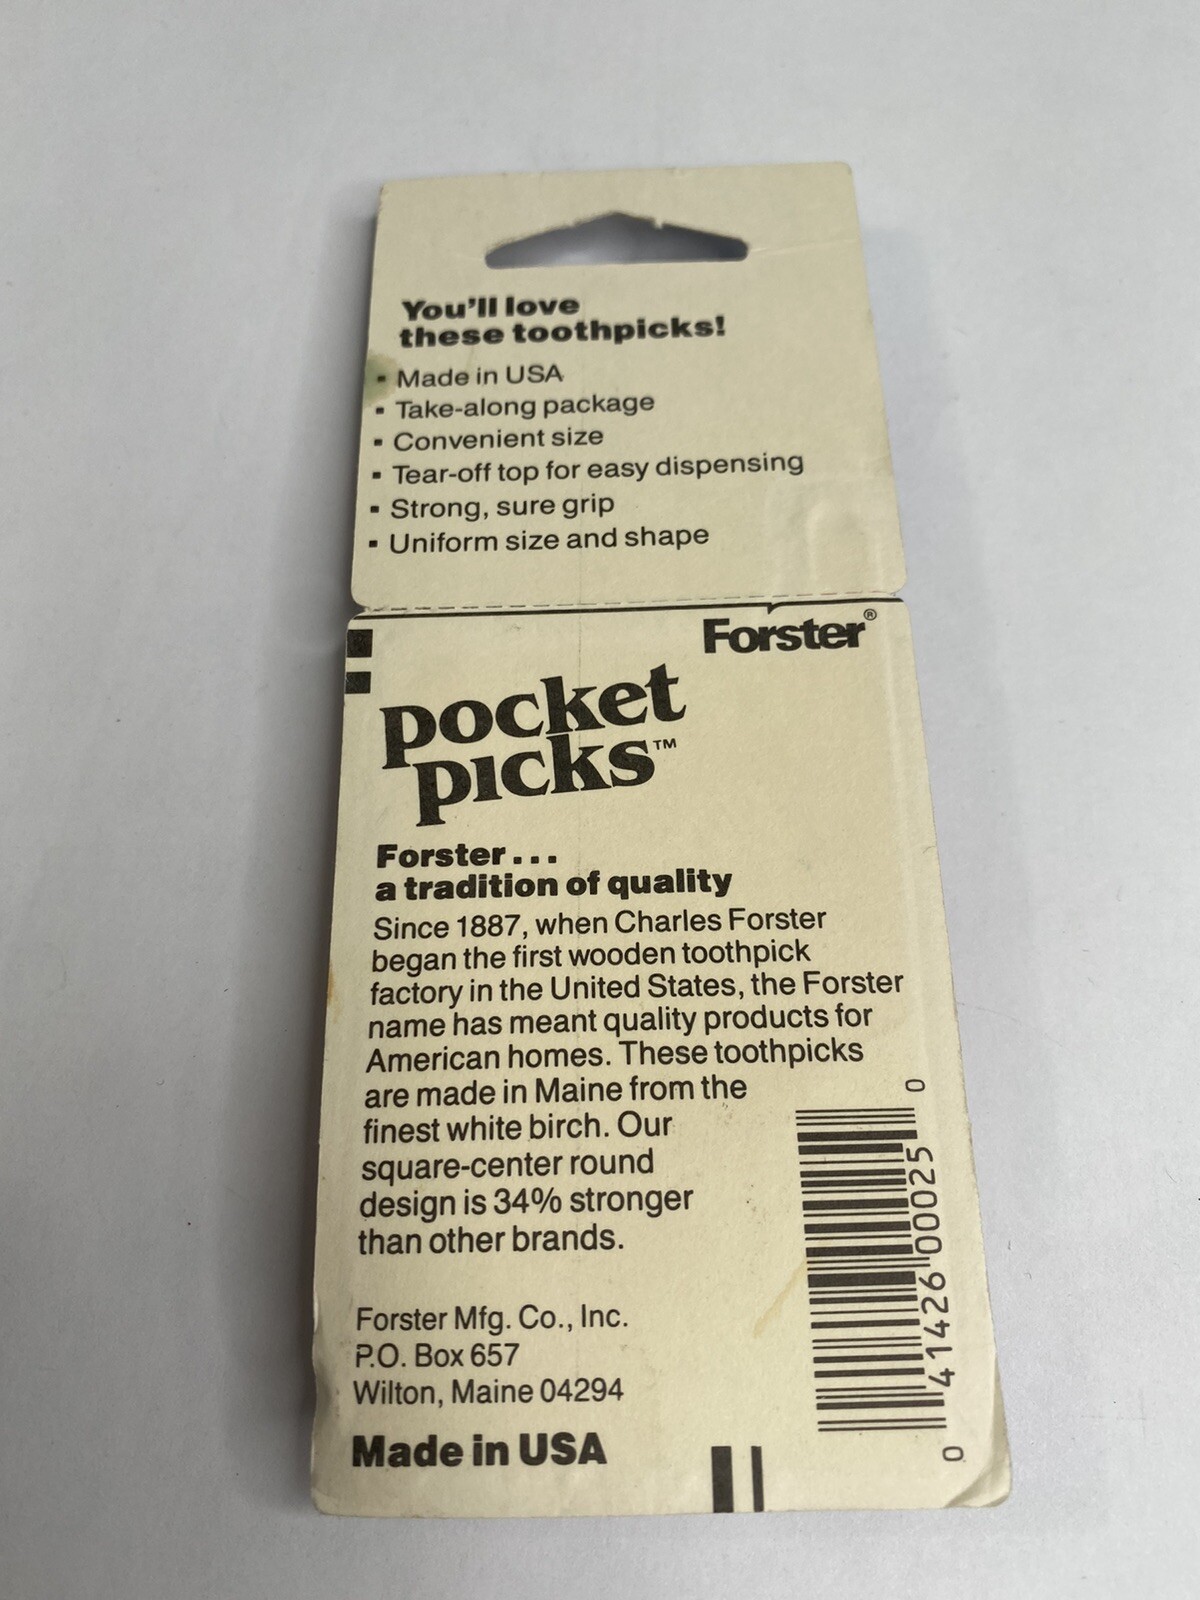 You'll love
these toothpicks!
▪ Made in USA
▪ Take-along package
▪ Convenient size
▪ Tear-off top for easy dispensing
▪ Strong, sure grip
▪ Uniform size and shape
Forster®
pocket
picks™
Forster...
a tradition of quality
Since 1887, when Charles Forster
began the first wooden toothpick
factory in the United States, the Forster
name has meant quality products for
American homes. These toothpicks
are made in Maine from the
finest white birch. Our
square-center round
design is 34% stronger
than other brands.
Forster Mfg. Co., Inc.
P.O. Box 657
Wilton, Maine 04294
Made in USA
0 41426 00025 0